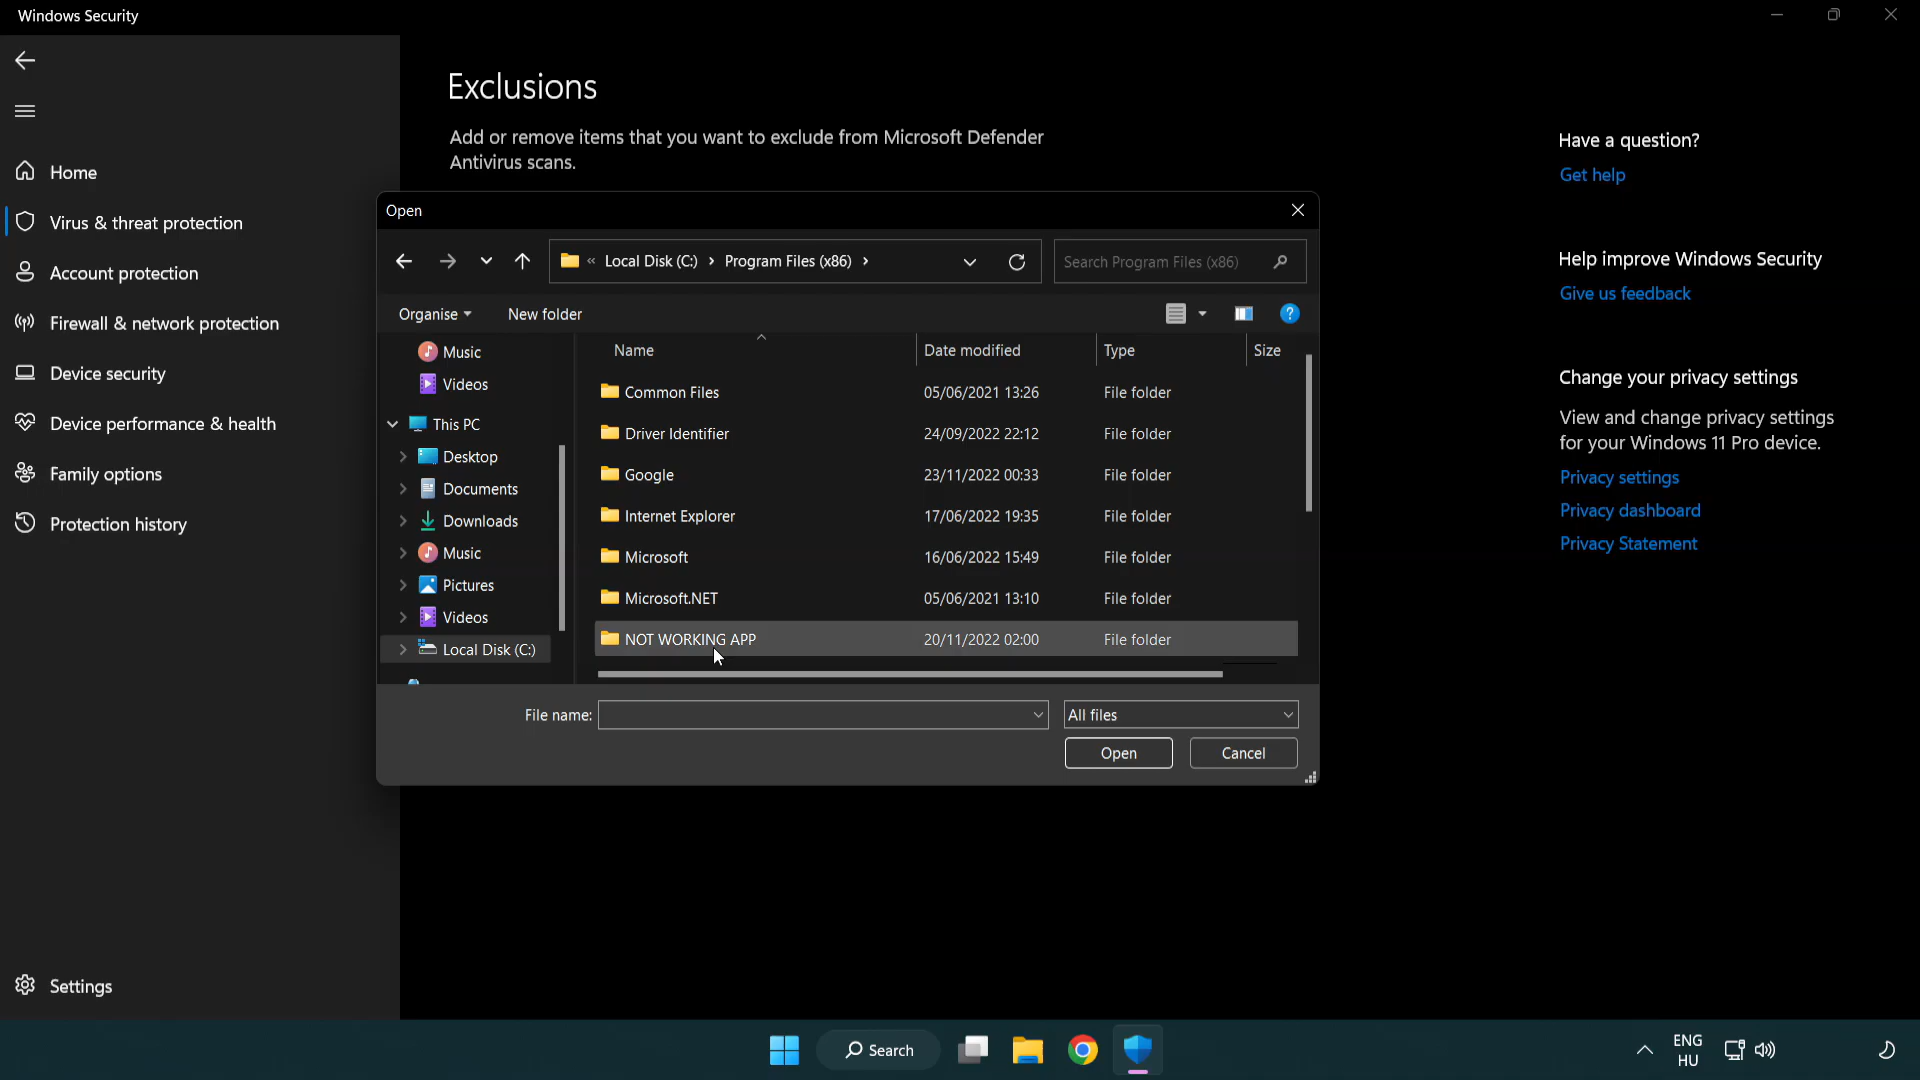 Windows Security
Home
Virus & threat protection
Account protection
Firewall & network protection
Device security
Device performance & health
Family options
Protection history
Settings
Exclusions
Add or remove items that you want to exclude from Microsoft Defender
Antivirus scans.
Open
« Local Disk (C:) › Program Files (x86) ›
Search Program Files (x86)
Organise
New folder
Music
Videos
This PC
Desktop
Documents
Downloads
Music
Pictures
Videos
Local Disk (C:)
Name Date modified Type Size
Common Files 05/06/2021 13:26 File folder
Driver Identifier 24/09/2022 22:12 File folder
Google 23/11/2022 00:33 File folder
Internet Explorer 17/06/2022 19:35 File folder
Microsoft 16/06/2022 15:49 File folder
Microsoft.NET 05/06/2021 13:10 File folder
NOT WORKING APP 20/11/2022 02:00 File folder
File name:
All files
Open
Cancel
Have a question?
Get help
Help improve Windows Security
Give us feedback
Change your privacy settings
View and change privacy settings
for your Windows 11 Pro device.
Privacy settings
Privacy dashboard
Privacy Statement
Search
ENG
HU